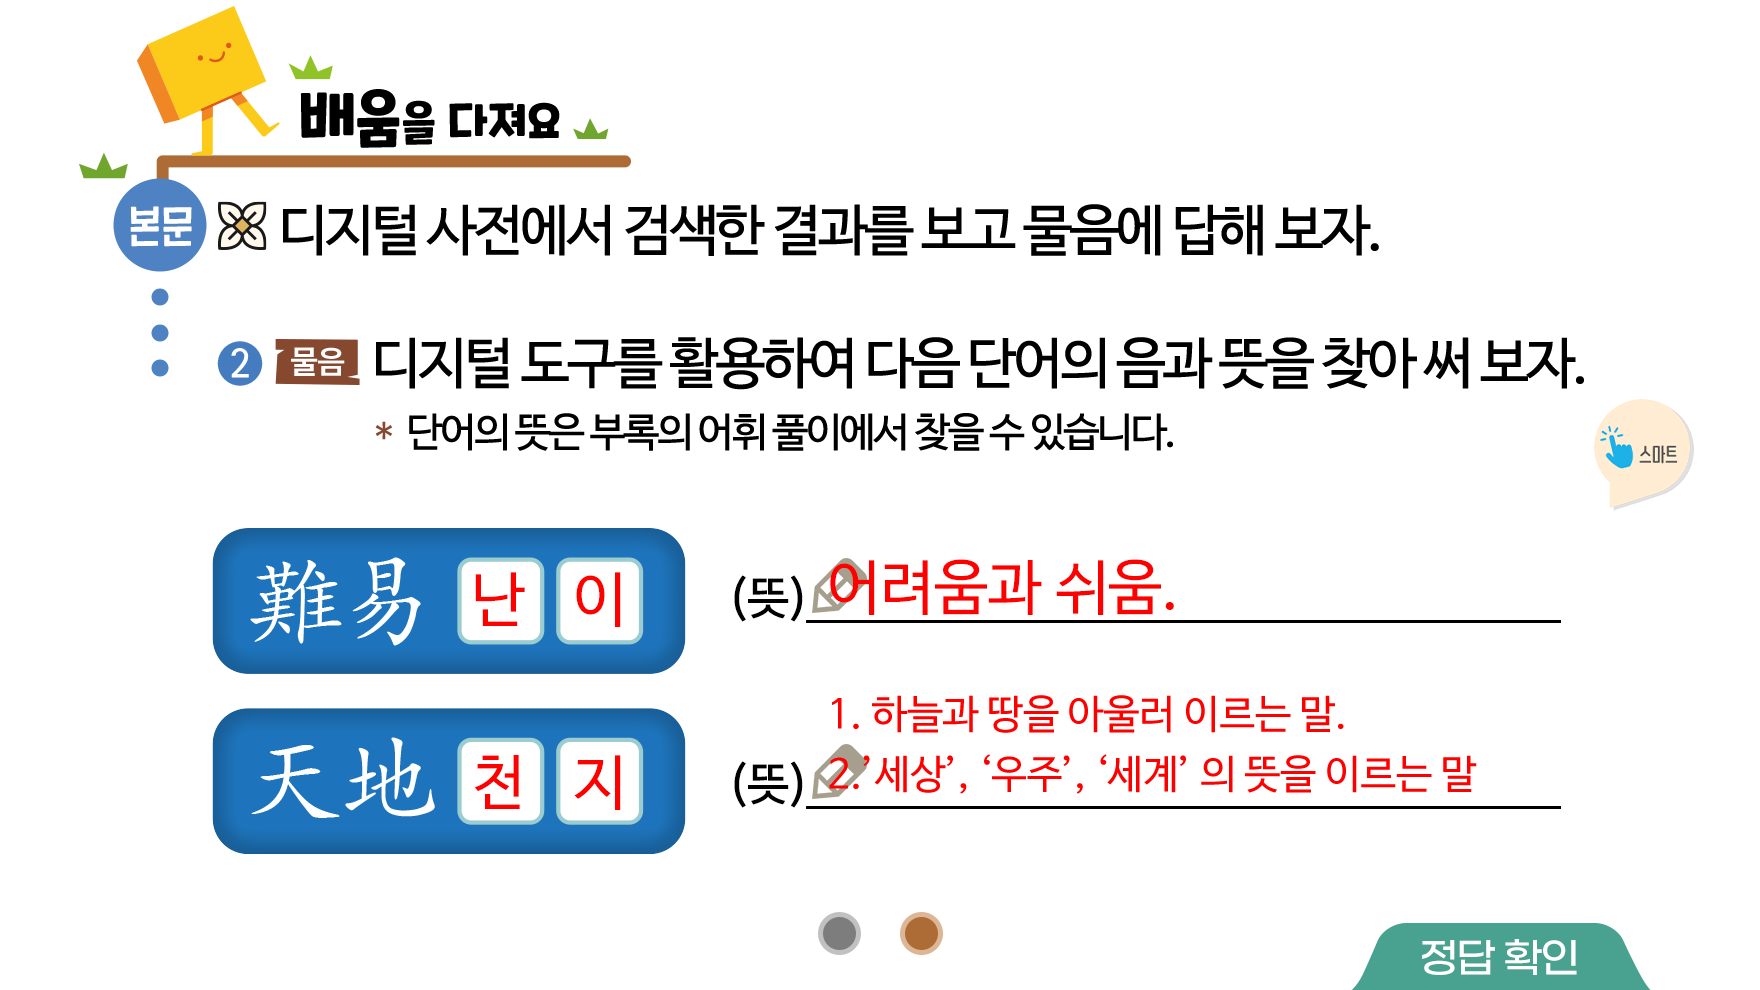 배움을 다져요
본문 디지털 사전에서 검색한 결과를 보고 물음에 답해 보자.
2 물음 디지털 도구를 활용하여 다음 단어의 음과 뜻을 찾아 써 보자.
* 단어의 뜻은 부록의 어휘 풀이에서 찾을 수 있습니다.
스마트
難易 난 이 (뜻) 어려움과 쉬움.
1. 하늘과 땅을 아울러 이르는 말.
天地 천 지 (뜻) 2.’세상’, ‘우주’, ‘세계’ 의 뜻을 이르는 말
정답 확인